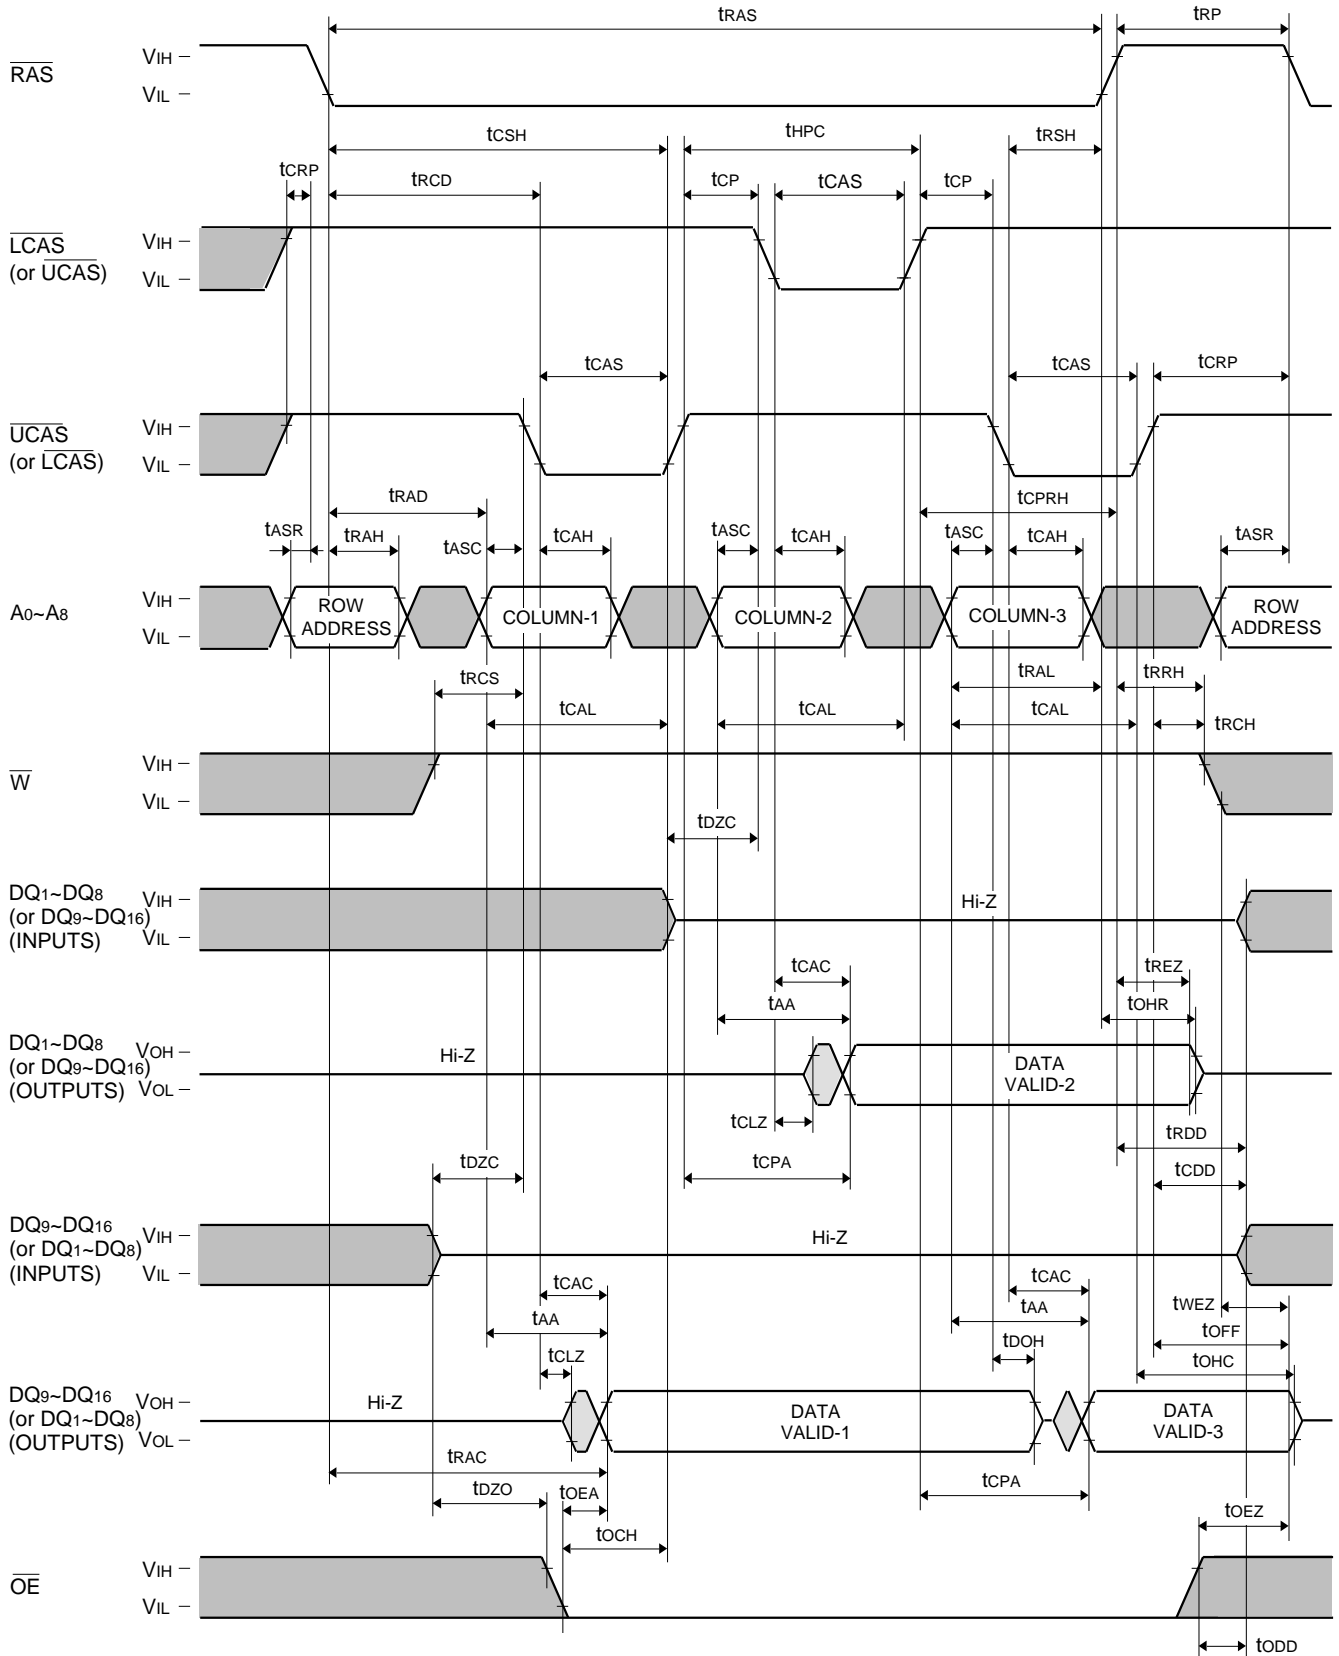 tRAS tRP
RAS VIH
VIL
tCSH tHPC tRSH
tCRP tRCD tCP tCAS tCP
LCAS
(or UCAS)
VIH
VIL
tCAS tCAS tCRP
UCAS
(or LCAS)
VIH
VIL
tRAD tCPRH
tASR tRAH tASC tCAH tASC tCAH tASC tCAH tASR
A0~A8 VIH
VIL
ROW
ADDRESS
COLUMN-1
COLUMN-2
COLUMN-3
ROW
ADDRESS
tRCS tRAL tRRH
tCAL tCAL tCAL tRCH
W VIH
VIL
tDZC
DQ1~DQ8
(or DQ9~DQ16)
(INPUTS)
VIH
VIL
Hi-Z
tCAC tREZ
tAA tOHR
DQ1~DQ8
(or DQ9~DQ16)
(OUTPUTS)
VOH
VOL
Hi-Z
DATA
VALID-2
tCLZ tRDD
tDZC tCPA tCDD
DQ9~DQ16
(or DQ1~DQ8)
(INPUTS)
VIH
VIL
Hi-Z
tCAC tCAC tWEZ
tAA tAA tOFF
tCLZ tDOH tOHC
DQ9~DQ16
(or DQ1~DQ8)
(OUTPUTS)
VOH
VOL
Hi-Z
DATA
VALID-1
DATA
VALID-3
tRAC
tDZO tOEA tCPA tOEZ
tOCH
OE VIH
VIL
tODD